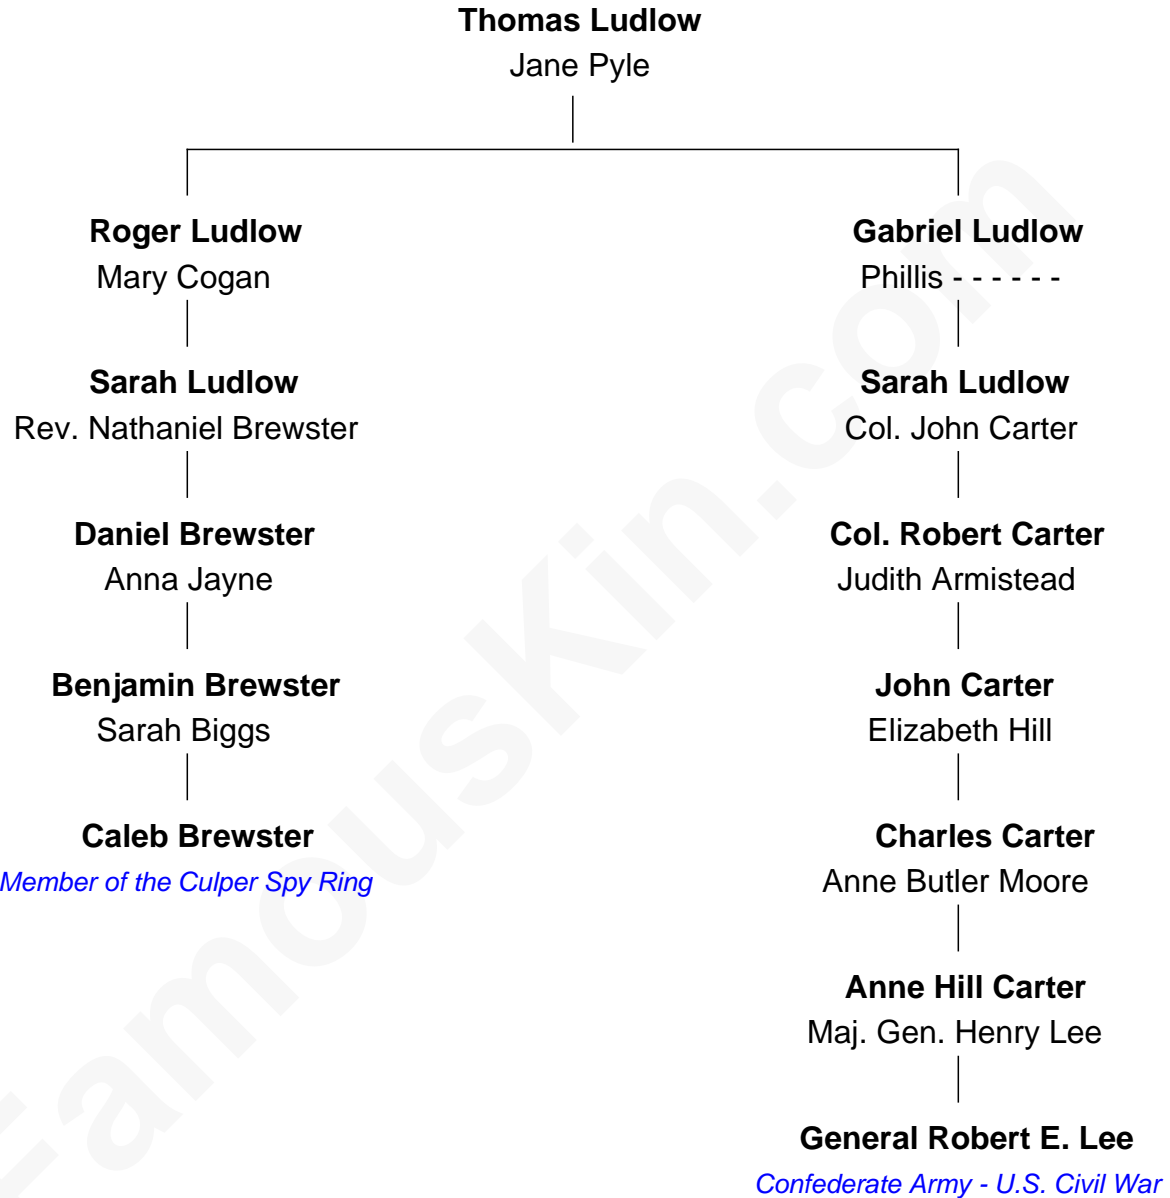 Thomas Ludlow
Jane Pyle
Roger Ludlow
Mary Cogan
Sarah Ludlow
Rev. Nathaniel Brewster
Daniel Brewster
Anna Jayne
Benjamin Brewster
Sarah Biggs
Caleb Brewster
Member of the Culper Spy Ring
Gabriel Ludlow
Phillis - - - - - -
Sarah Ludlow
Col. John Carter
Col. Robert Carter
Judith Armistead
John Carter
Elizabeth Hill
Charles Carter
Anne Butler Moore
Anne Hill Carter
Maj. Gen. Henry Lee
General Robert E. Lee
Confederate Army - U.S. Civil War
FamousKin.com